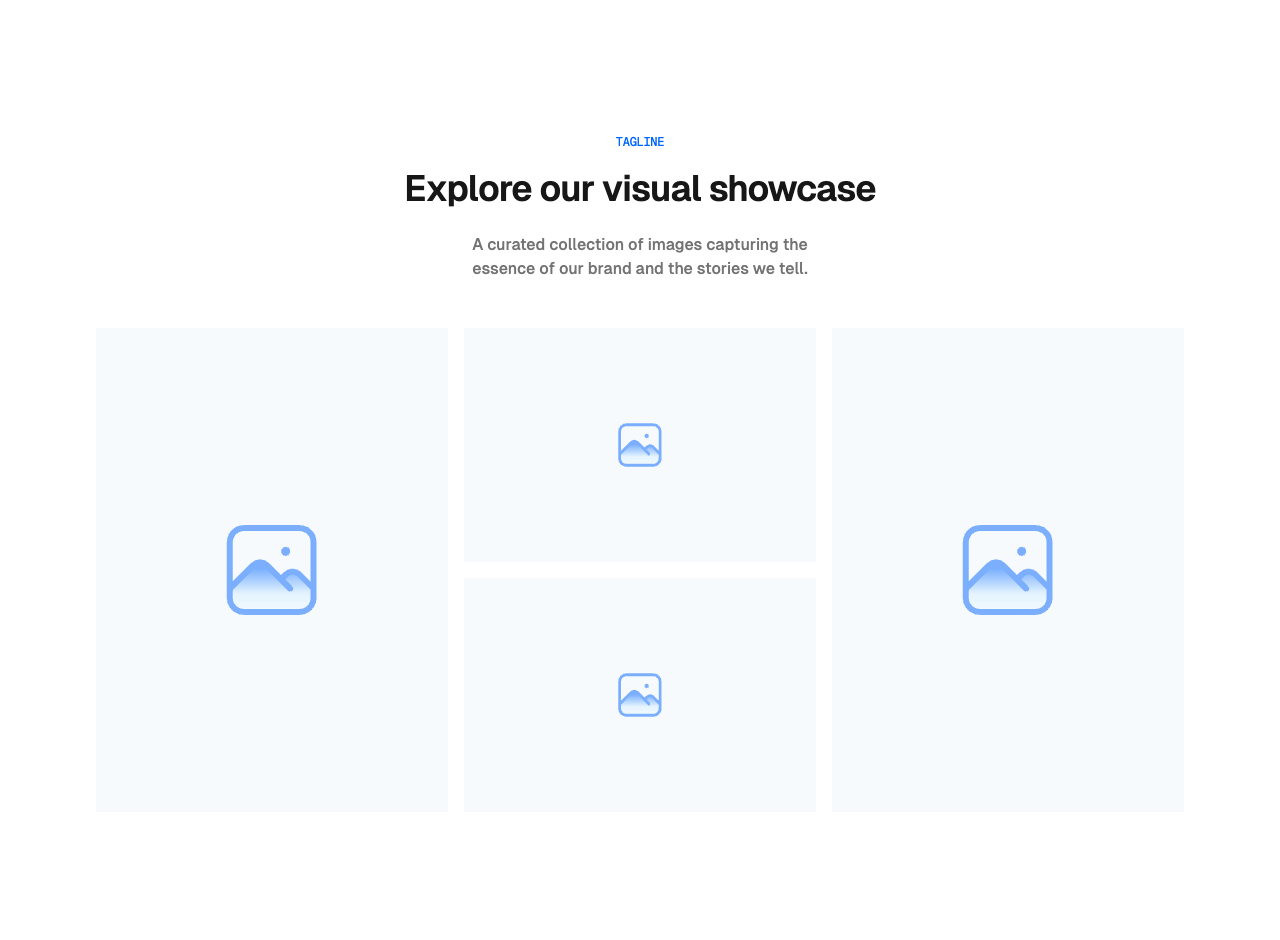 TAGLINE
Explore our visual showcase
A curated collection of images capturing the
essence of our brand and the stories we tell.